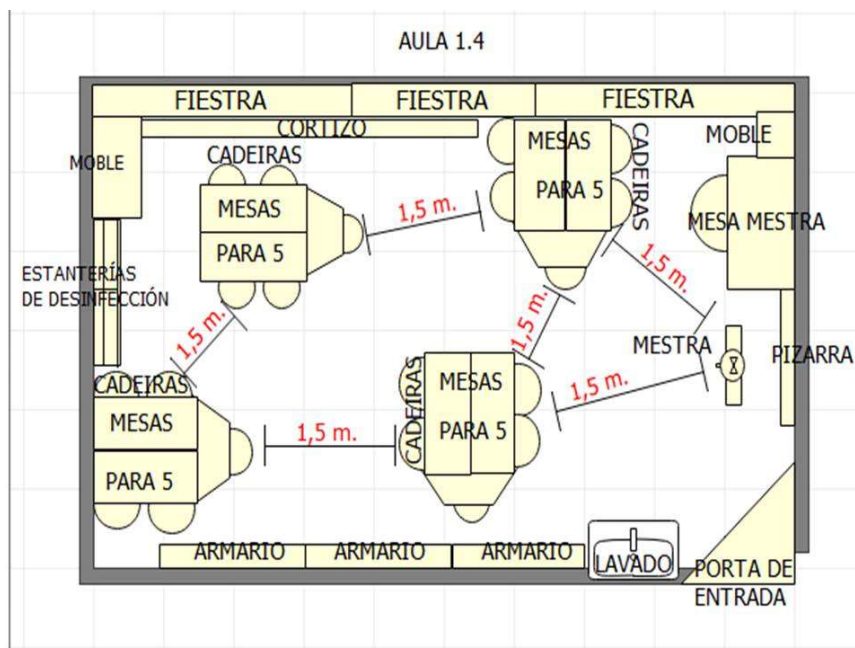 AULA 1.4
FIESTRA
FIESTRA
FIESTRA
CORTIZO
MOBLE
CADEIRAS
MESAS
PARA 5
1,5 m.
MESAS
PARA 5
CADEIRAS
MOBLE
MESA MESTRA
1,5 m.
ESTANTERÍAS
DE DESINFECCIÓN
1,5 m.
1,5 m.
MESTRA
PIZARRA
CADEIRAS
MESAS
PARA 5
1,5 m.
CADEIRAS
MESAS
PARA 5
1,5 m.
ARMARIO
ARMARIO
ARMARIO
LAVADO
PORTA DE
ENTRADA